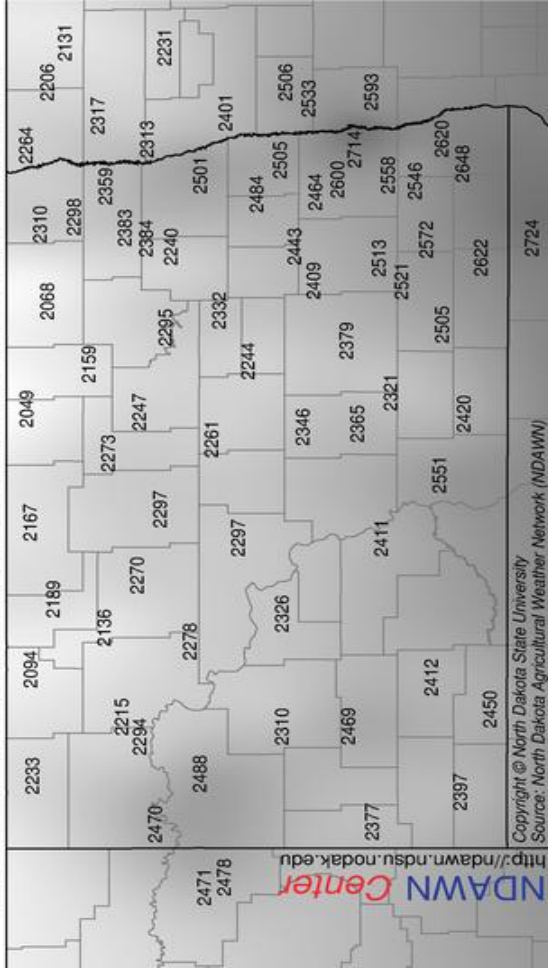 2233 2094 2167 2049 2068 2310 2264 2206 2131
2189 2298
2159 2317
2136 2273 2359
2215 2383
2294 2270 2247 2384 2313
2470 2297 2295 2240 2231
2488 2278 2501
2471 2261 2332 2401
2478 2297 2244 2484
2310 2326 2505 2506
2346 2409 2443 2464 2533
2469 2379 2600 2714
2365 2593
2377 2411 2513 2558
2321 2521 2546
2412 2572 2620
2551 2505
2397 2420 2648
2450 2622
2724
http://ndawn.ndsu.nodak.edu
NDAWN Center
Copyright © North Dakota State University
Source: North Dakota Agricultural Weather Network (NDAWN)